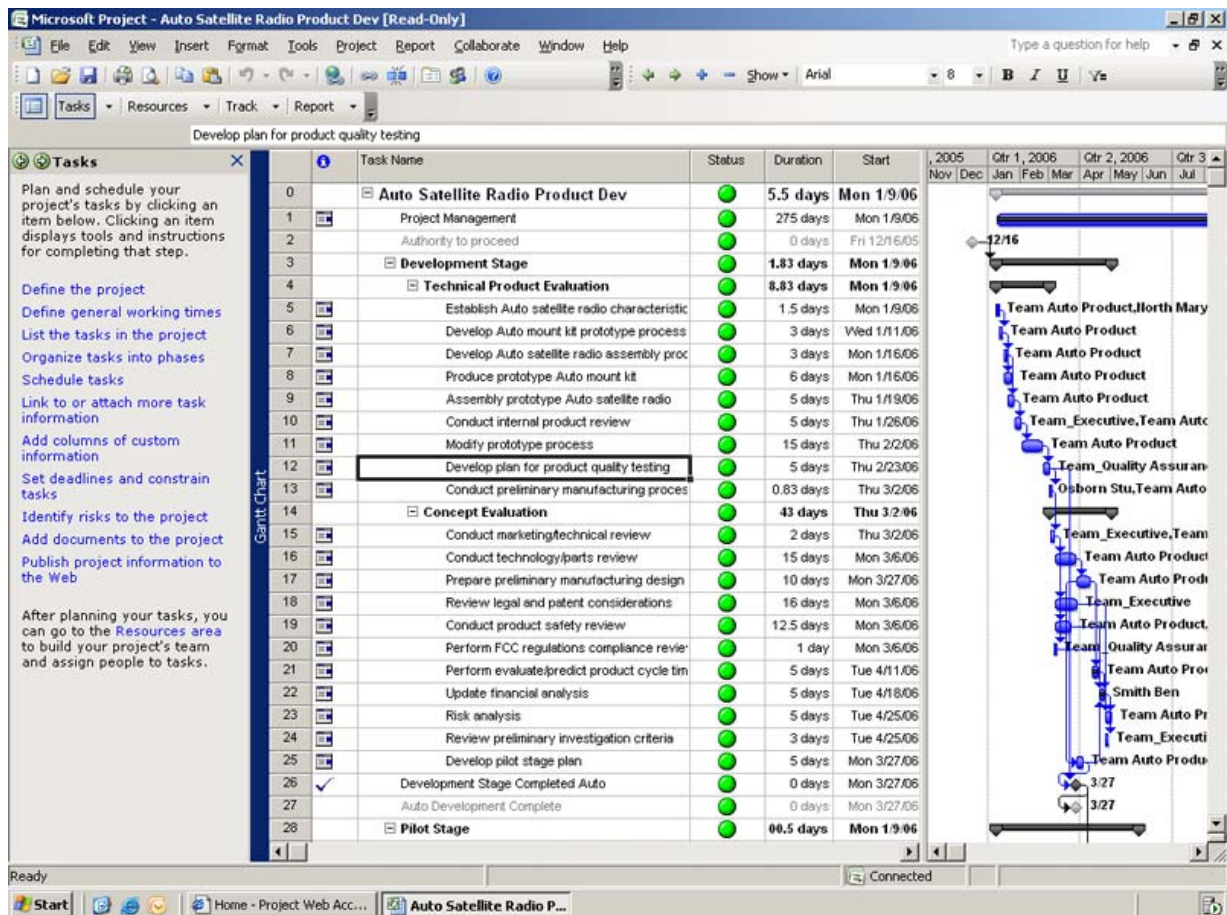 Microsoft Project - Auto Satellite Radio Product Dev [Read-Only]
File Edit View Insert Format Tools Project Report Collaborate Window Help
Type a question for help
Show Arial 8 B I U
Tasks Resources Track Report
Develop plan for product quality testing
Tasks
Plan and schedule your
project's tasks by clicking an
item below. Clicking an item
displays tools and instructions
for completing that step.
Define the project
Define general working times
List the tasks in the project
Organize tasks into phases
Schedule tasks
Link to or attach more task
information
Add columns of custom
information
Set deadlines and constrain
tasks
Identify risks to the project
Add documents to the project
Publish project information to
the Web
After planning your tasks, you
can go to the Resources area
to build your project's team
and assign people to tasks.
Gantt Chart
Task Name Status Duration Start
, 2005 Qtr 1, 2006 Qtr 2, 2006 Qtr 3
Nov Dec Jan Feb Mar Apr May Jun Jul
0 Auto Satellite Radio Product Dev 5.5 days Mon 1/9/06
1 Project Management 275 days Mon 1/9/06
2 Authority to proceed 0 days Fri 12/16/05 12/16
3 Development Stage 1.83 days Mon 1/9/06
4 Technical Product Evaluation 8.83 days Mon 1/9/06
5 Establish Auto satellite radio characteristic 1.5 days Mon 1/9/06 Team Auto Product,North Mary
6 Develop Auto mount kit prototype process 3 days Wed 1/11/06 Team Auto Product
7 Develop Auto satellite radio assembly proc 3 days Mon 1/16/06 Team Auto Product
8 Produce prototype Auto mount kit 6 days Mon 1/16/06 Team Auto Product
9 Assembly prototype Auto satellite radio 5 days Thu 1/19/06 Team Auto Product
10 Conduct internal product review 5 days Thu 1/26/06 Team_Executive,Team Auto
11 Modify prototype process 15 days Thu 2/2/06 Team Auto Product
12 Develop plan for product quality testing 5 days Thu 2/23/06 Team_Quality Assuran
13 Conduct preliminary manufacturing proces 0.83 days Thu 3/2/06 Osborn Stu,Team Auto
14 Concept Evaluation 43 days Thu 3/2/06
15 Conduct marketing/technical review 2 days Thu 3/2/06 Team_Executive,Team
16 Conduct technology/parts review 15 days Mon 3/6/06 Team Auto Product
17 Prepare preliminary manufacturing design 10 days Mon 3/27/06 Team Auto Produ
18 Review legal and patent considerations 16 days Mon 3/6/06 Team_Executive
19 Conduct product safety review 12.5 days Mon 3/6/06 Team Auto Product,
20 Perform FCC regulations compliance review 1 day Mon 3/6/06 Team_Quality Assurar
21 Perform evaluate/predict product cycle tim 5 days Tue 4/11/06 Team Auto Pro
22 Update financial analysis 5 days Tue 4/18/06 Smith Ben
23 Risk analysis 5 days Tue 4/25/06 Team Auto Pr
24 Review preliminary investigation criteria 3 days Tue 4/25/06 Team_Executi
25 Develop pilot stage plan 5 days Mon 3/27/06 Team Auto Produ
26 Development Stage Completed Auto 0 days Mon 3/27/06 3/27
27 Auto Development Complete 0 days Mon 3/27/06 3/27
28 Pilot Stage 00.5 days Mon 1/9/06
Ready Connected
Start Home - Project Web Acc... Auto Satellite Radio P...